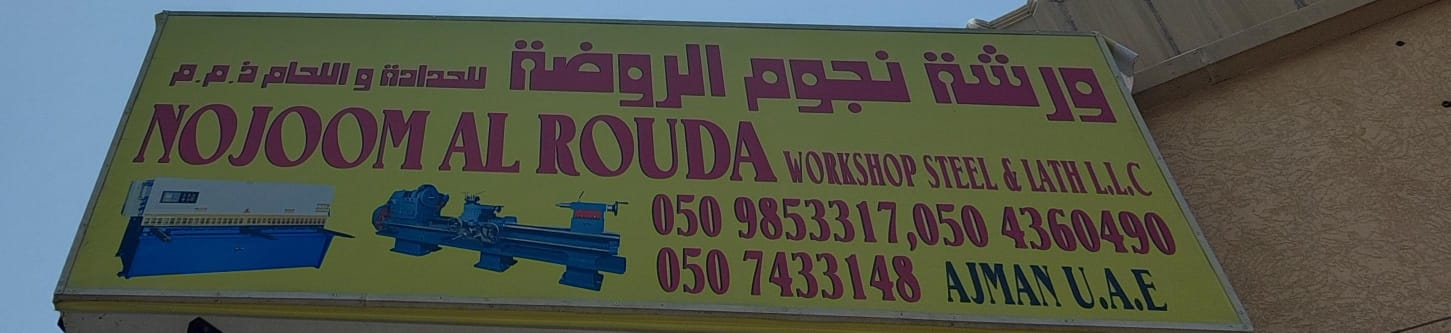 ورشة نجوم الروضة للحدادة و اللحام ذ.م.م
NOJOOM AL ROUDA WORKSHOP STEEL & LATH L.L.C
050 9853317,050 4360490
050 7433148 AJMAN U.A.E